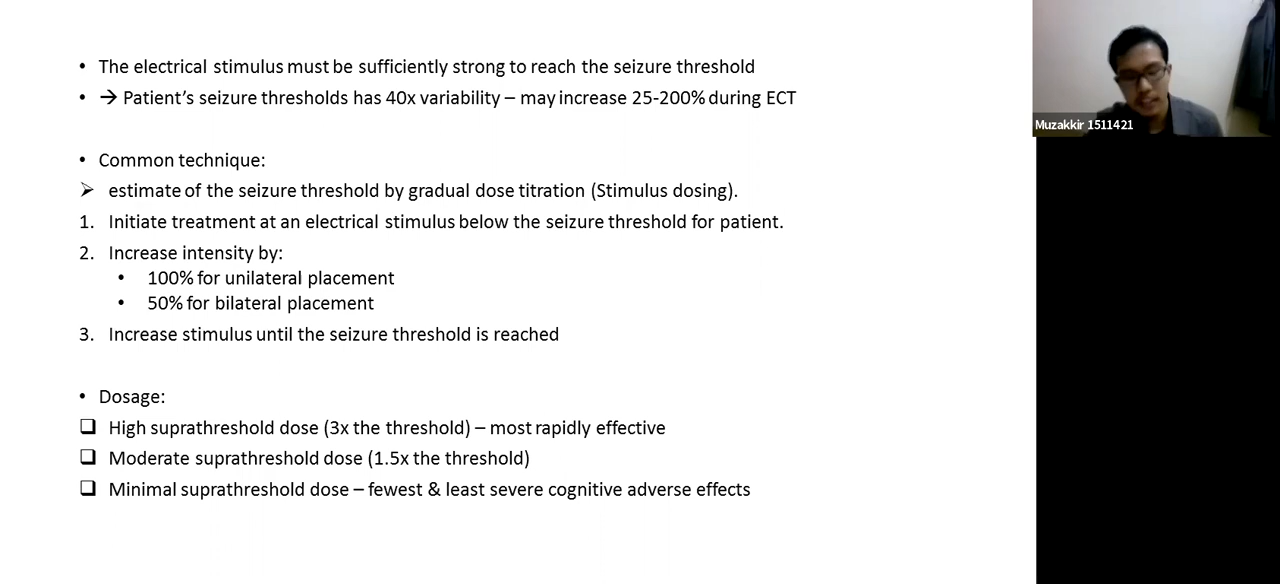 • The electrical stimulus must be sufficiently strong to reach the seizure threshold
• → Patient's seizure thresholds has 40x variability – may increase 25-200% during ECT
• Common technique:
➢ estimate of the seizure threshold by gradual dose titration (Stimulus dosing).
1. Initiate treatment at an electrical stimulus below the seizure threshold for patient.
2. Increase intensity by:
• 100% for unilateral placement
• 50% for bilateral placement
3. Increase stimulus until the seizure threshold is reached
• Dosage:
❑ High suprathreshold dose (3x the threshold) – most rapidly effective
❑ Moderate suprathreshold dose (1.5x the threshold)
❑ Minimal suprathreshold dose – fewest & least severe cognitive adverse effects
Muzakkir 1511421